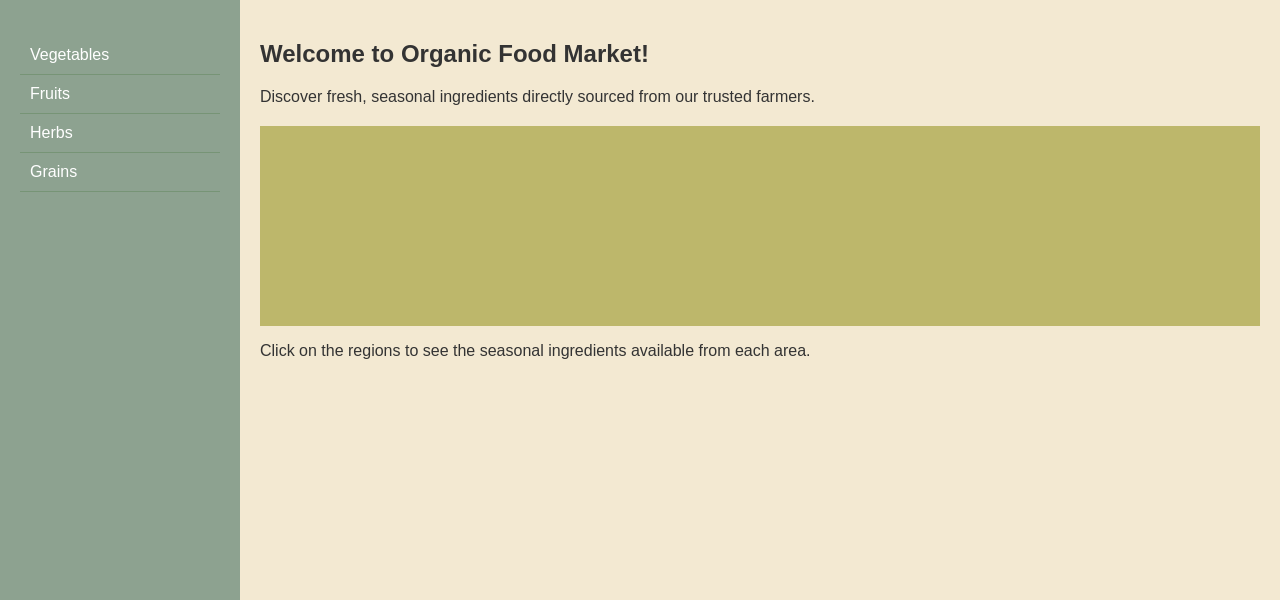 Vegetables
Fruits
Herbs
Grains
Welcome to Organic Food Market!
Discover fresh, seasonal ingredients directly sourced from our trusted farmers.
Click on the regions to see the seasonal ingredients available from each area.